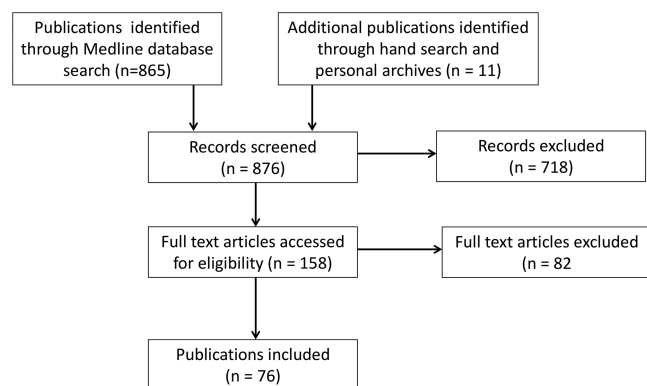 Publications  identified
through Medline database
search (n=865)
Additional publications identified
through hand search and
personal archives (n = 11)
Records screened
(n = 876)
Records excluded
(n = 718)
Full text articles accessed
for eligibility (n = 158)
Full text articles excluded
(n = 82
Publications included
(n = 76)